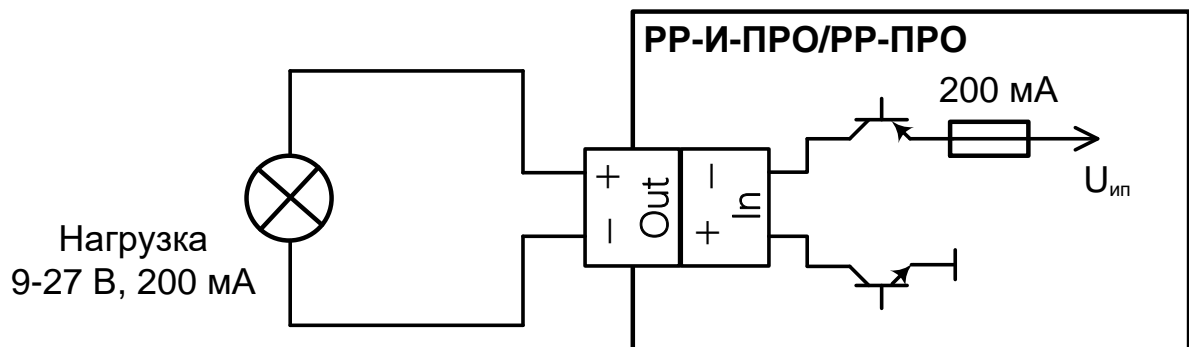 РР-И-ПРО/РР-ПРО
200 мА
Uип
+ −
− +
Out In
Нагрузка
9-27 В, 200 мА